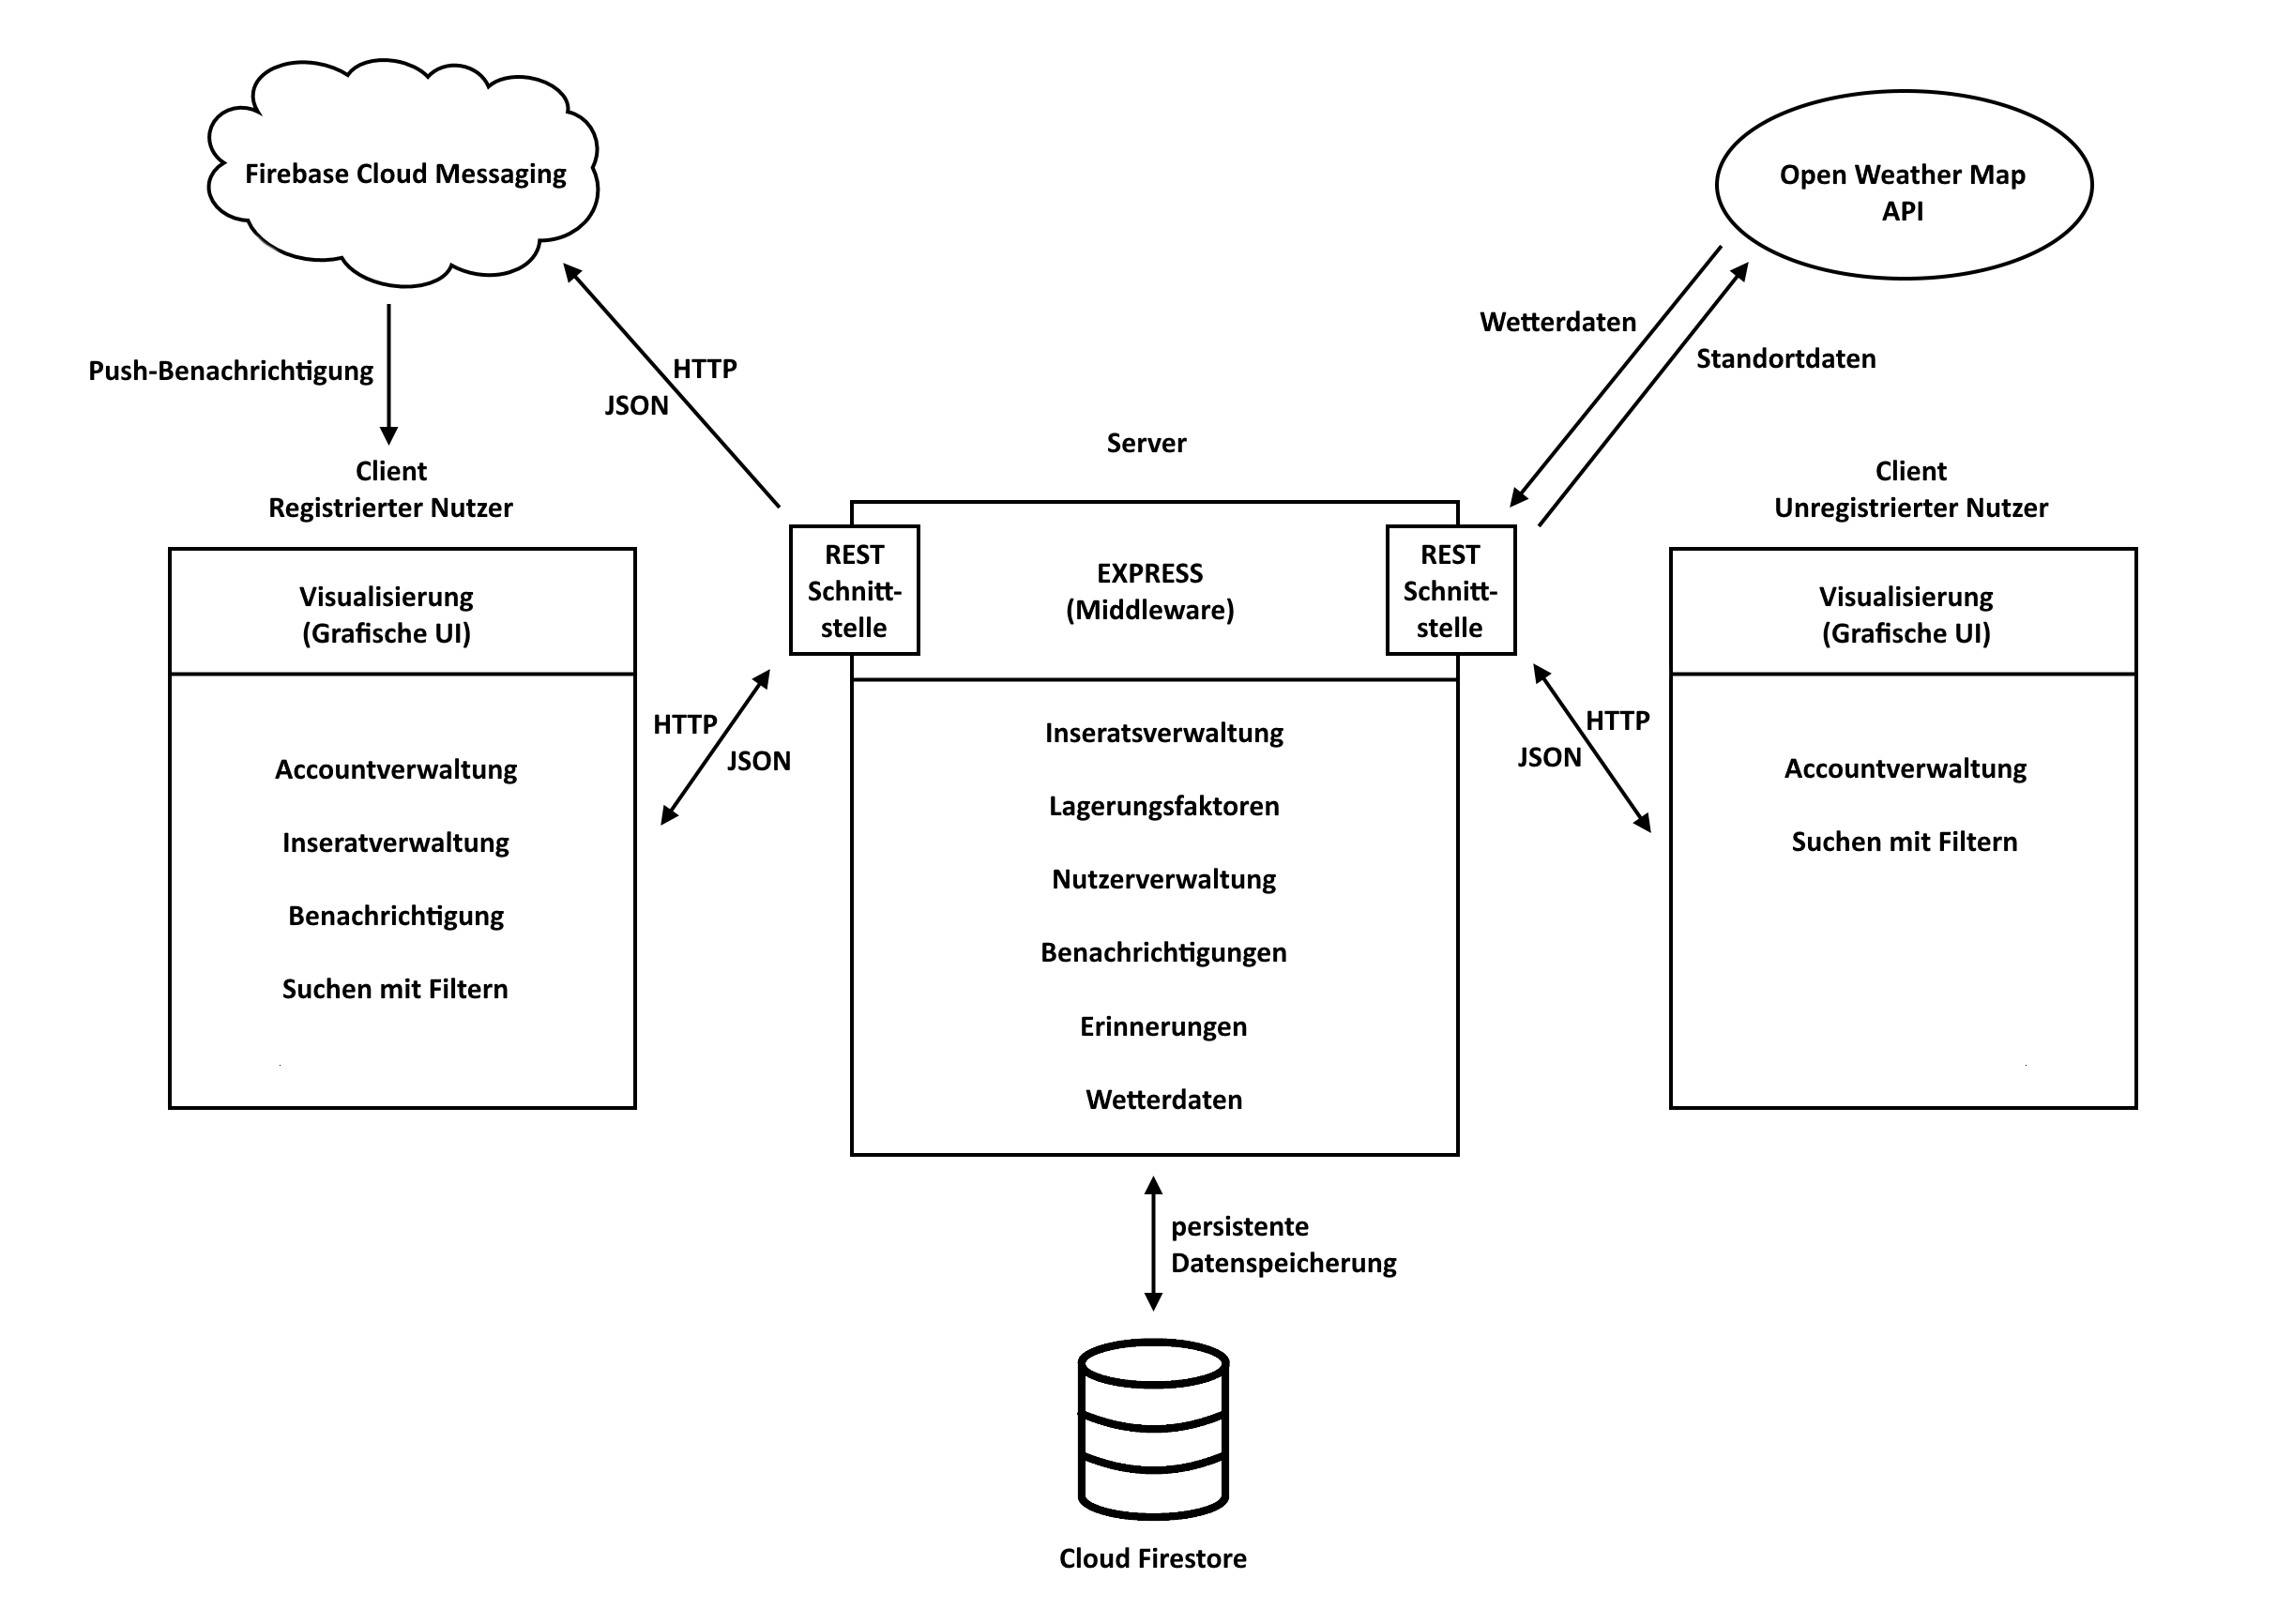 Firebase Cloud Messaging
Open Weather Map
API
Push-Benachrichtigung
HTTP
JSON
Wetterdaten
Standortdaten
Server
Client
Registrierter Nutzer
Client
Unregistrierter Nutzer
Visualisierung
(Grafische UI)
Accountverwaltung
Inseratverwaltung
Benachrichtigung
Suchen mit Filtern
HTTP
JSON
REST
Schnitt-
stelle
EXPRESS
(Middleware)
REST
Schnitt-
stelle
Inseratsverwaltung
Lagerungsfaktoren
Nutzerverwaltung
Benachrichtigungen
Erinnerungen
Wetterdaten
HTTP
JSON
Visualisierung
(Grafische UI)
Accountverwaltung
Suchen mit Filtern
persistente
Datenspeicherung
Cloud Firestore